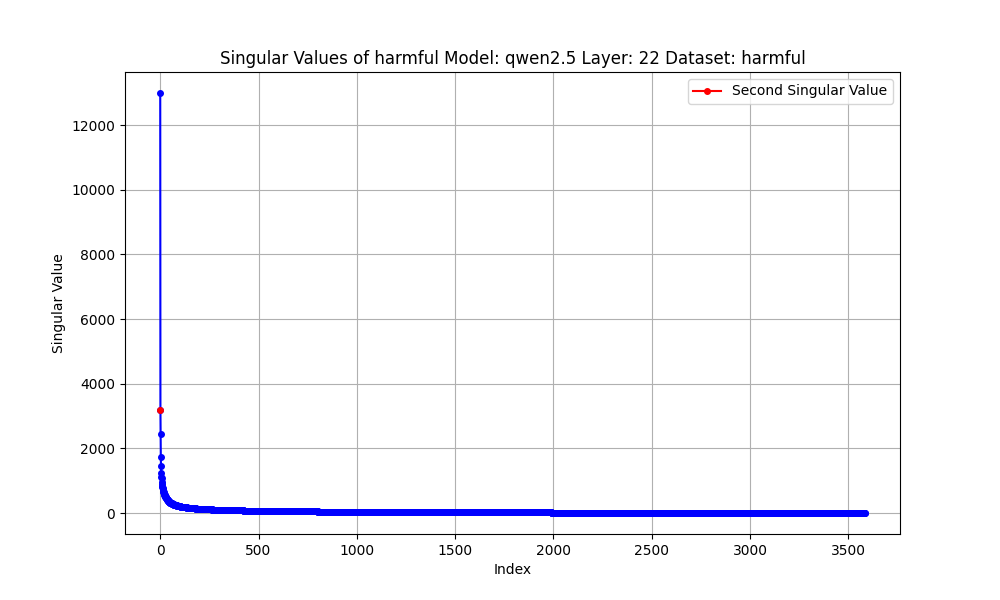 Singular Values of harmful Model: qwen2.5 Layer: 22 Dataset: harmful
Second Singular Value
12000
10000
8000
6000
4000
2000
0
Singular Value
0 500 1000 1500 2000 2500 3000 3500
Index